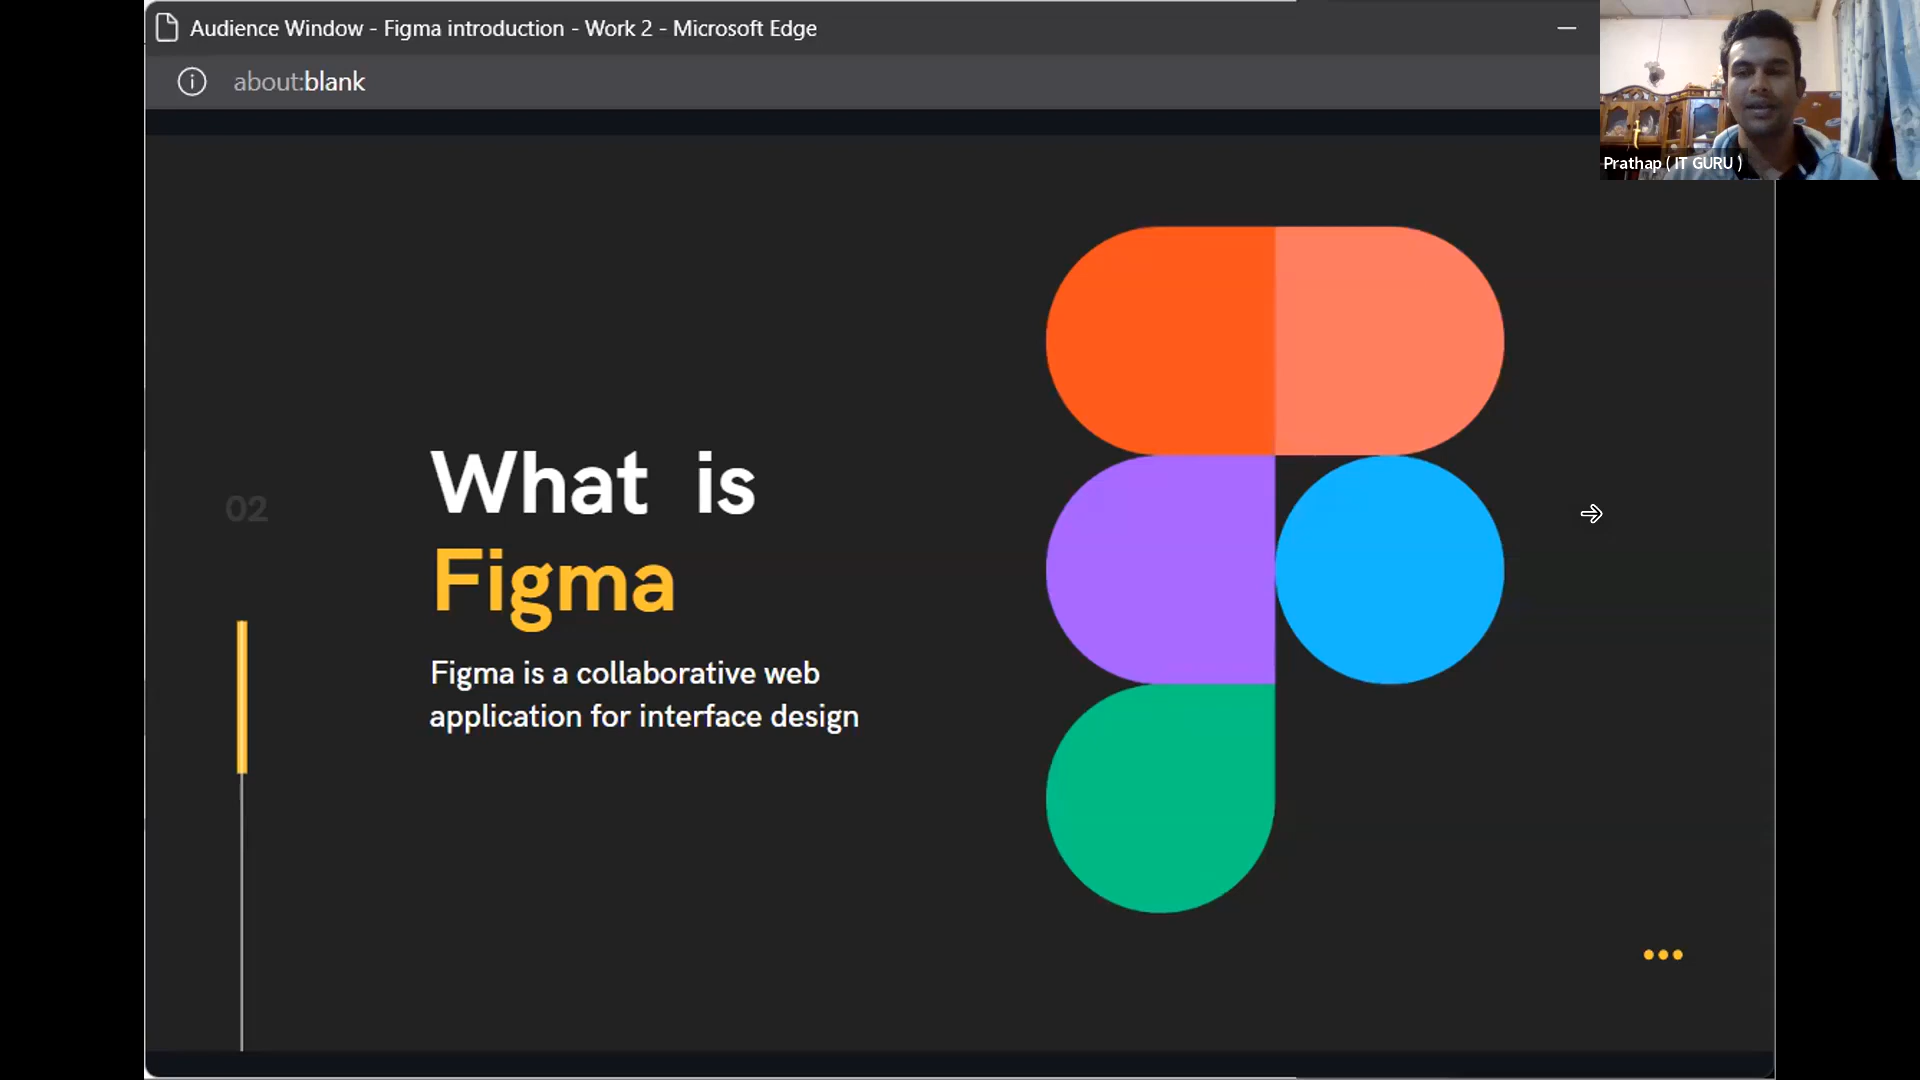 Audience Window - Figma introduction - Work 2 - Microsoft Edge
about:blank
Prathap ( IT GURU )
What is
02
Figma
Figma is a collaborative web
application for interface design